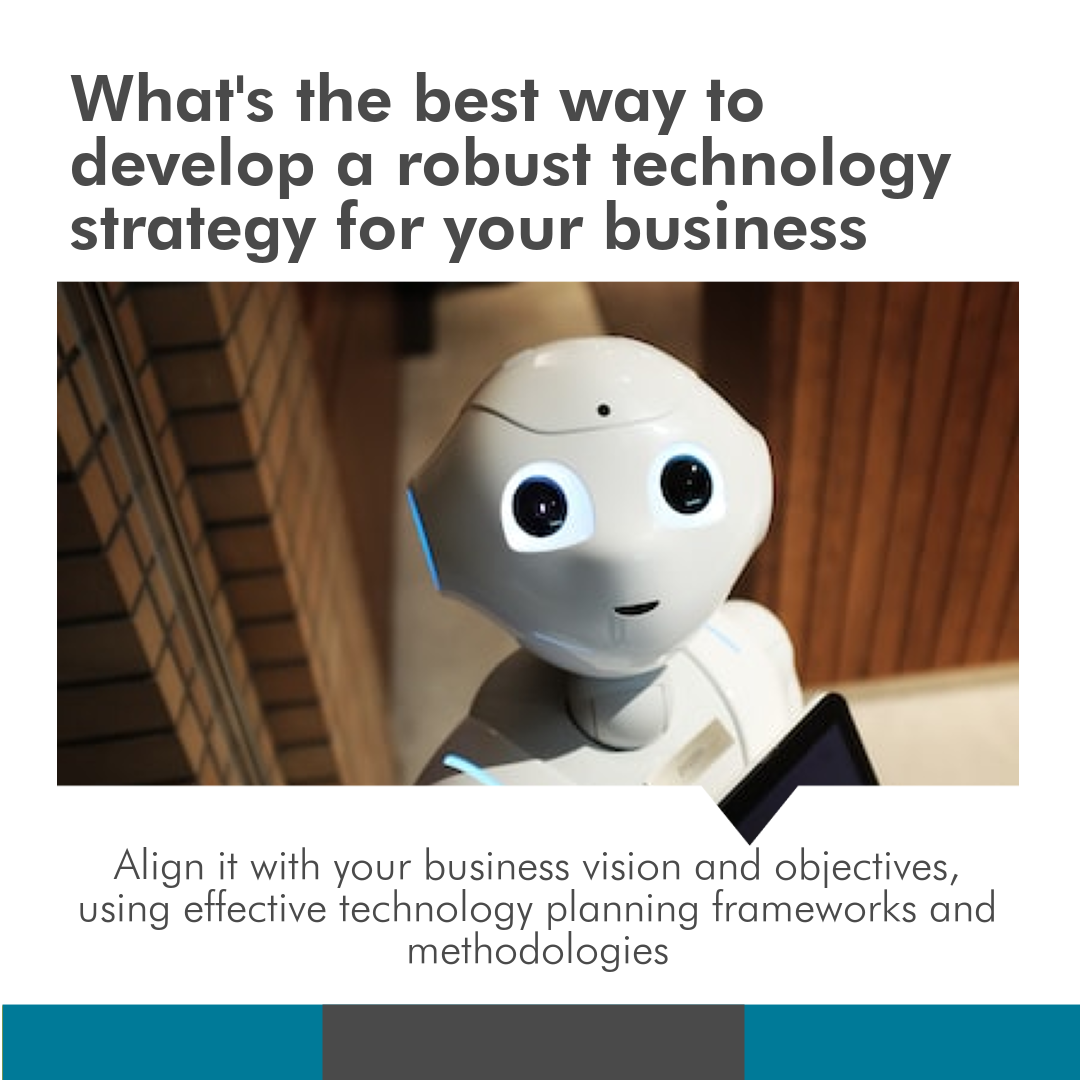 What's the best way to
develop a robust technology
strategy for your business
Align it with your business vision and objectives,
using effective technology planning frameworks and
methodologies